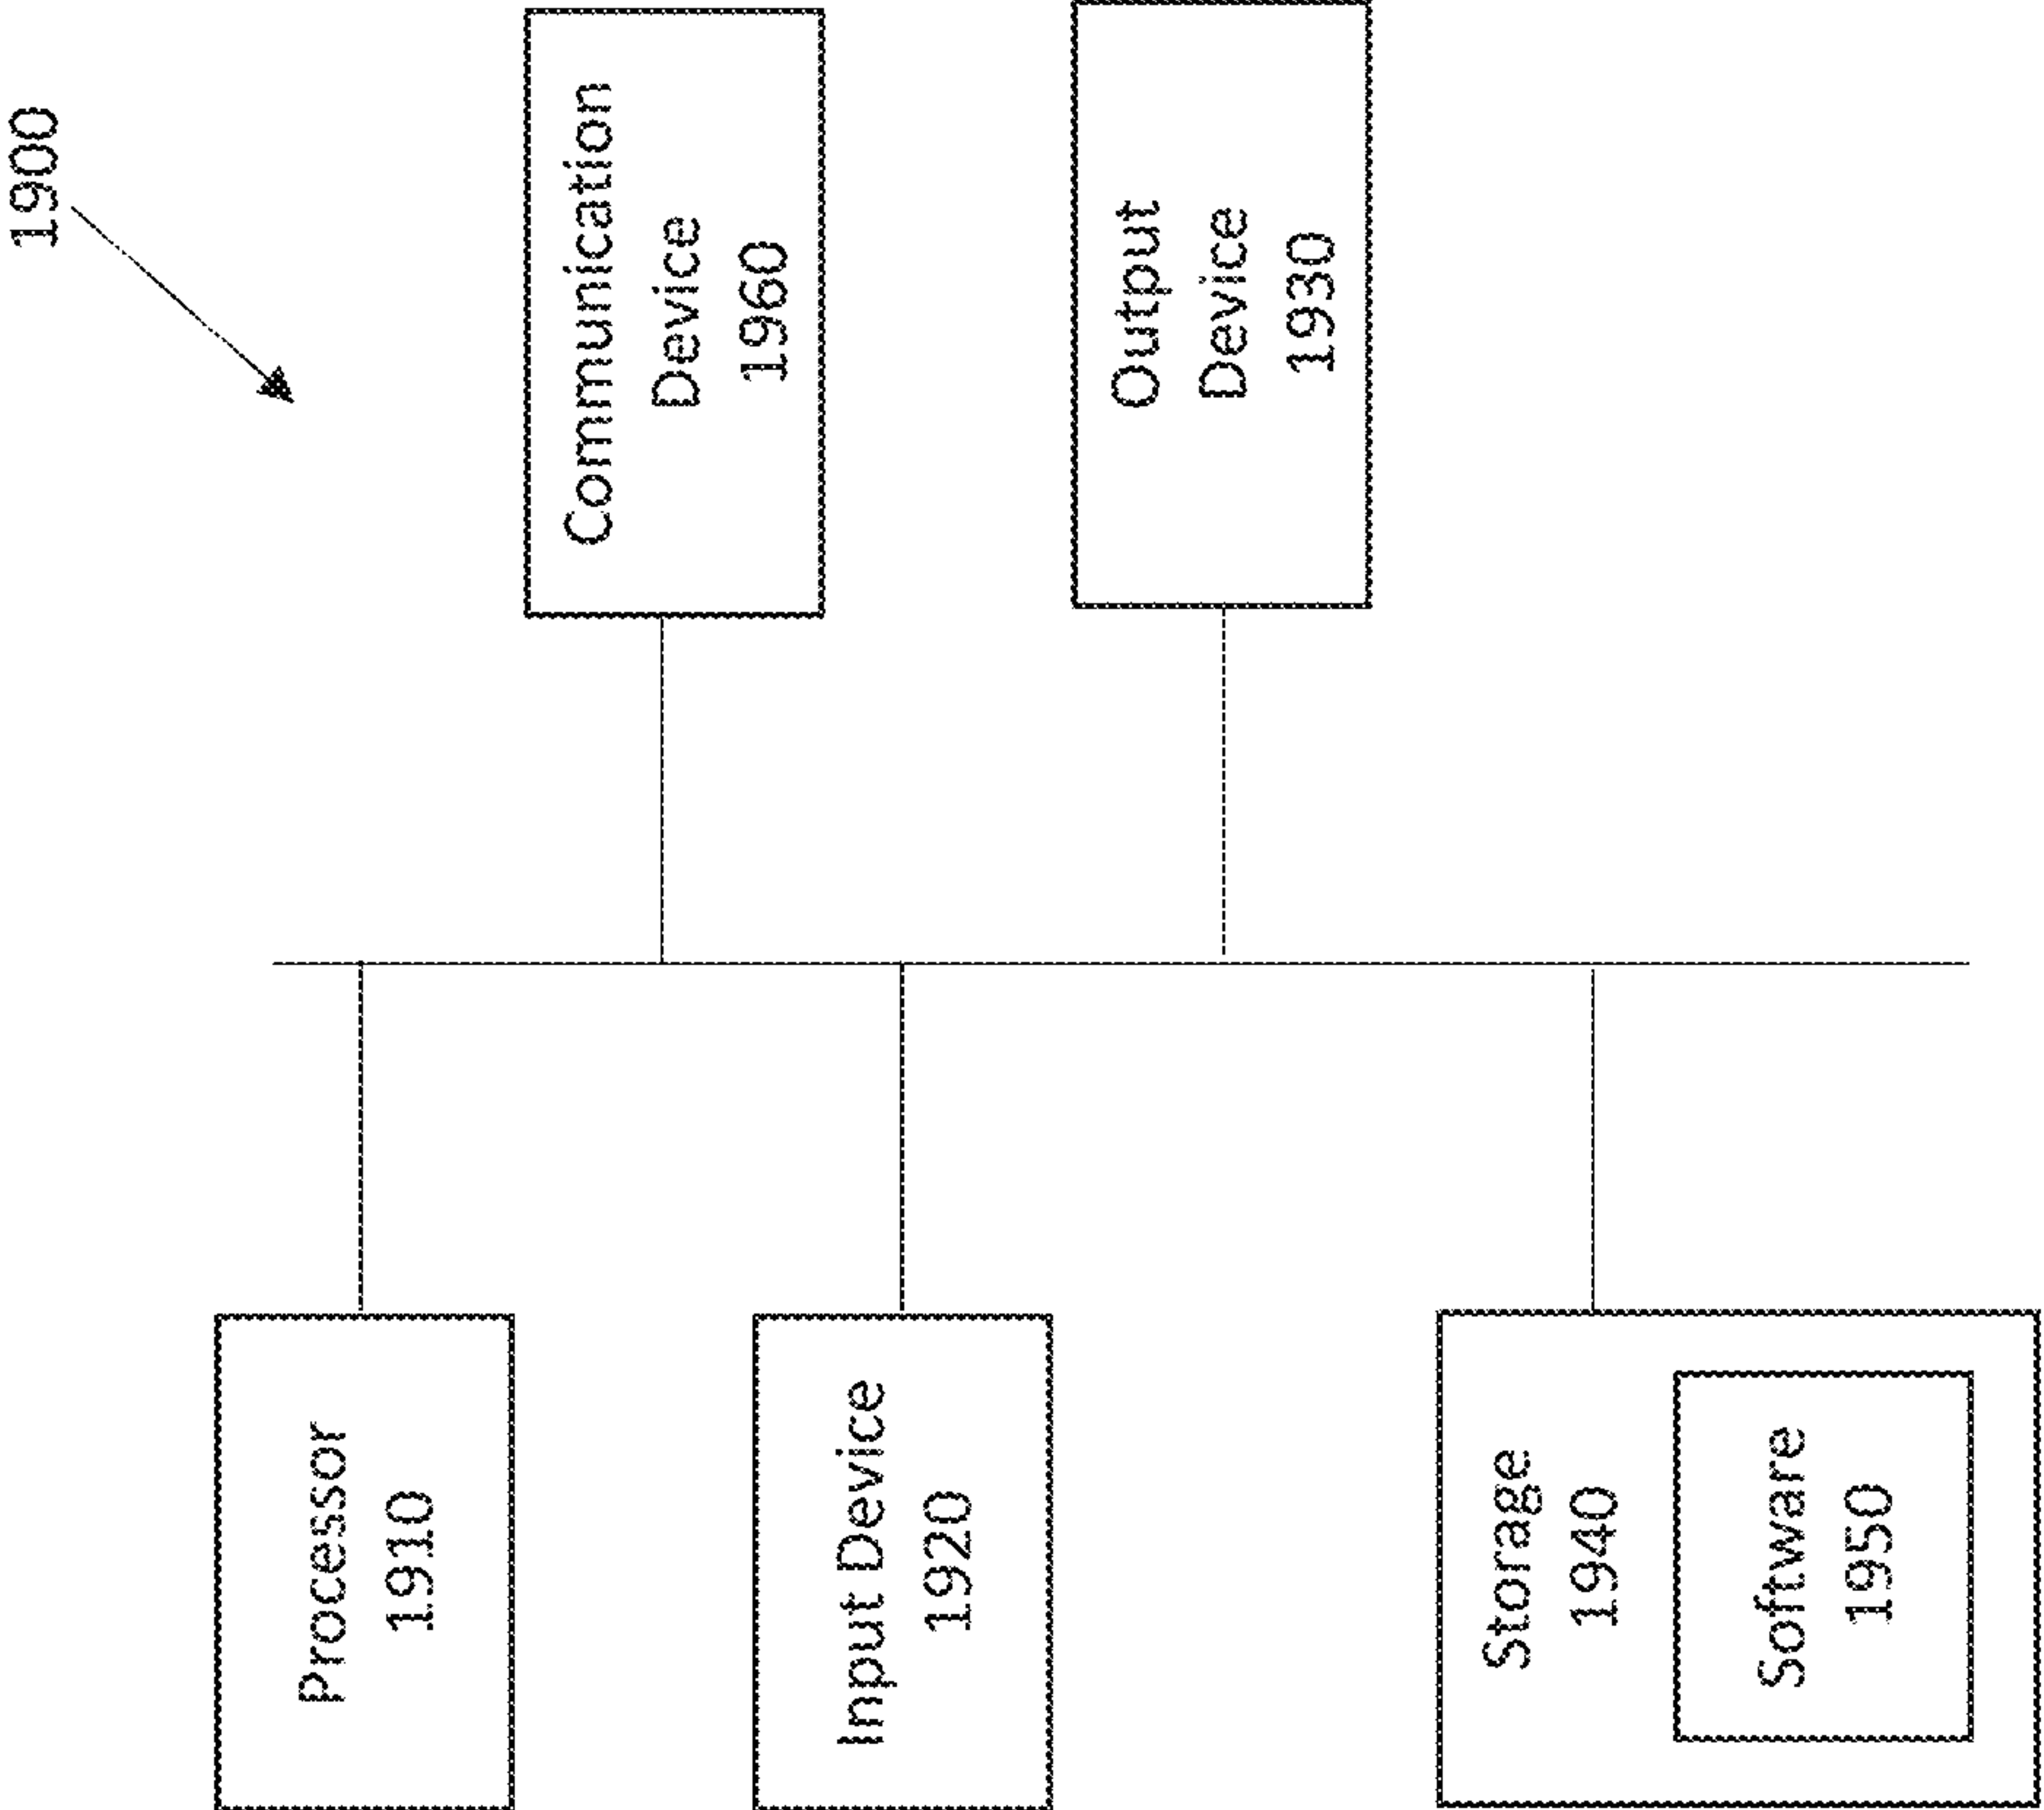 1900
Processor
1910
Communication
Device
1960
Input Device
1920
Output
Device
1930
Storage
1940
Software
1950